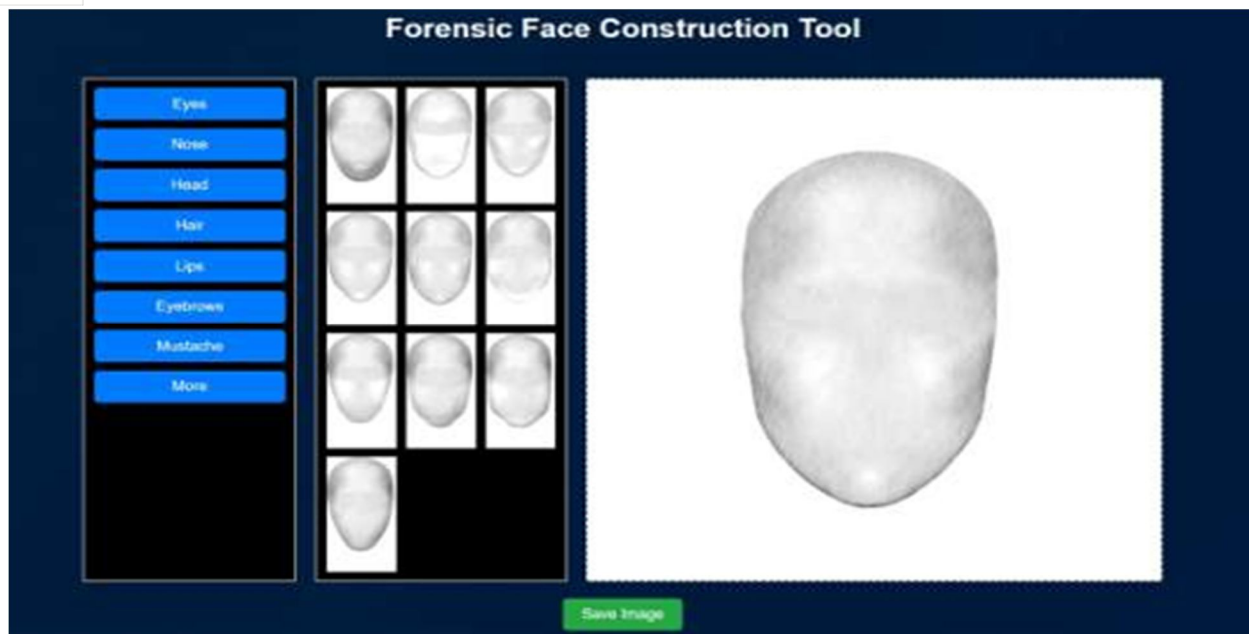 Forensic Face Construction Tool
Eyes
Nose
Head
Hair
Lips
Eyebrows
Mustache
More
Save Image